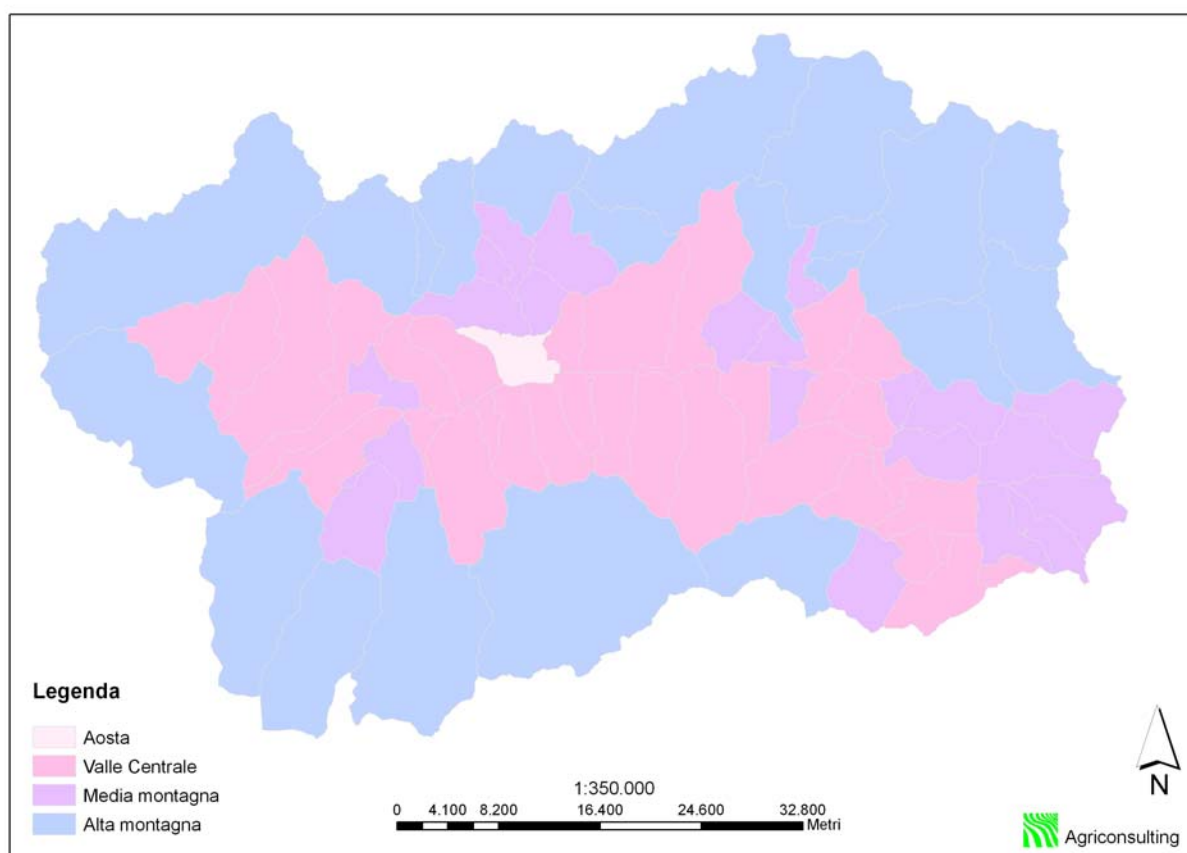 Legenda
Aosta
Valle Centrale
Media montagna
Alta montagna
1:350.000
0 4.100 8.200 16.400 24.600 32.800
Metri
N
Agriconsulting